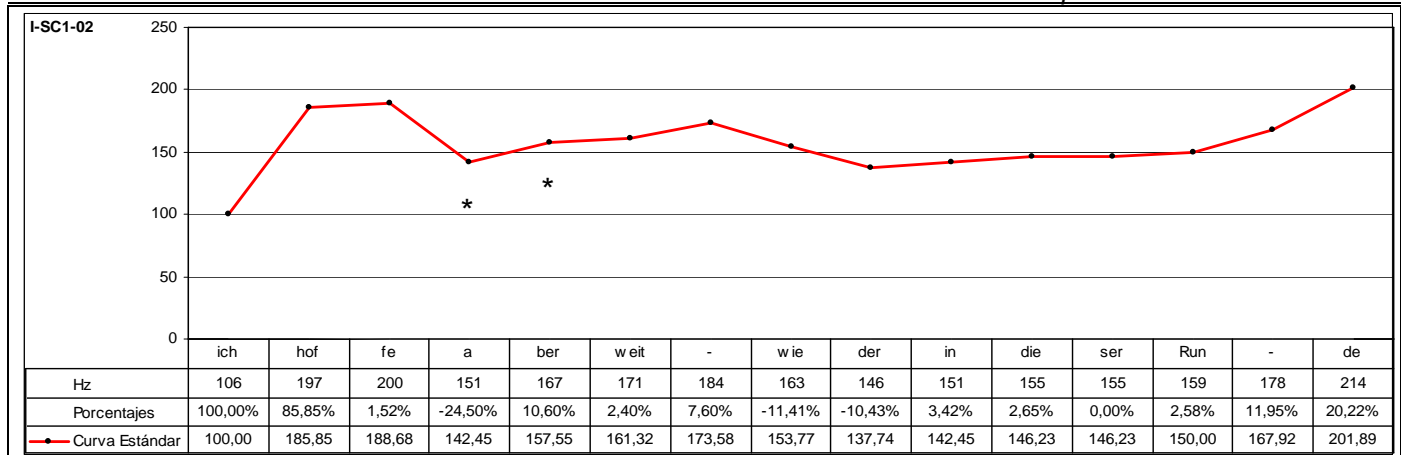 I-SC1-02
250
200
150
*
*
100
50
0
ich hof fe a ber weit - wie der in die ser Run - de
Hz 106 197 200 151 167 171 184 163 146 151 155 155 159 178 214
Porcentajes 100,00% 85,85% 1,52% -24,50% 10,60% 2,40% 7,60% -11,41% -10,43% 3,42% 2,65% 0,00% 2,58% 11,95% 20,22%
Curva Estándar 100,00 185,85 188,68 142,45 157,55 161,32 173,58 153,77 137,74 142,45 146,23 146,23 150,00 167,92 201,89